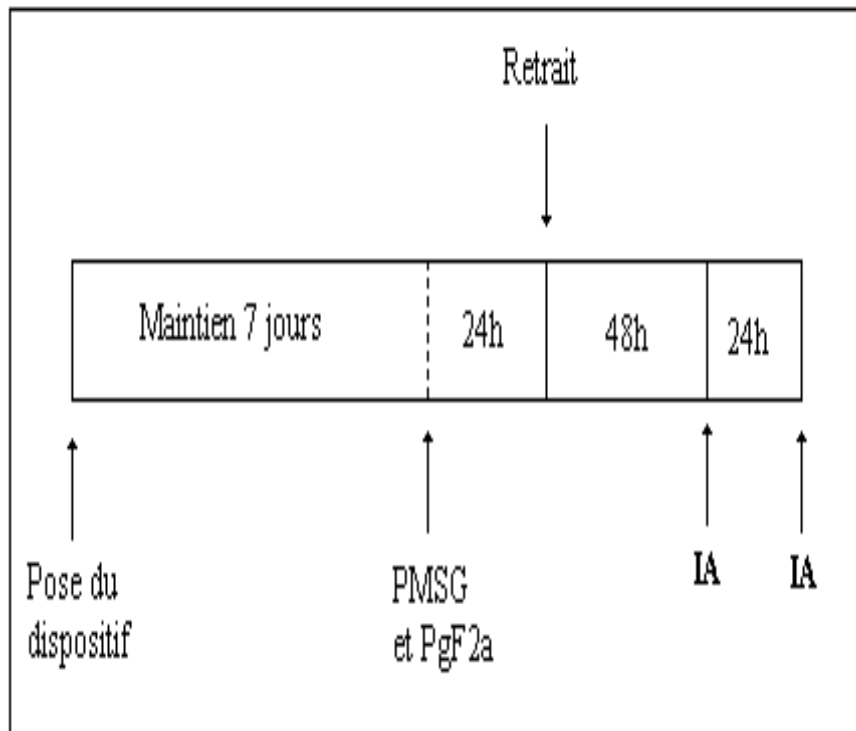 Retrait
Maintien 7 jours
24h
48h
24h
Pose du
dispositif
PMSG
et PgF2a
IA
IA